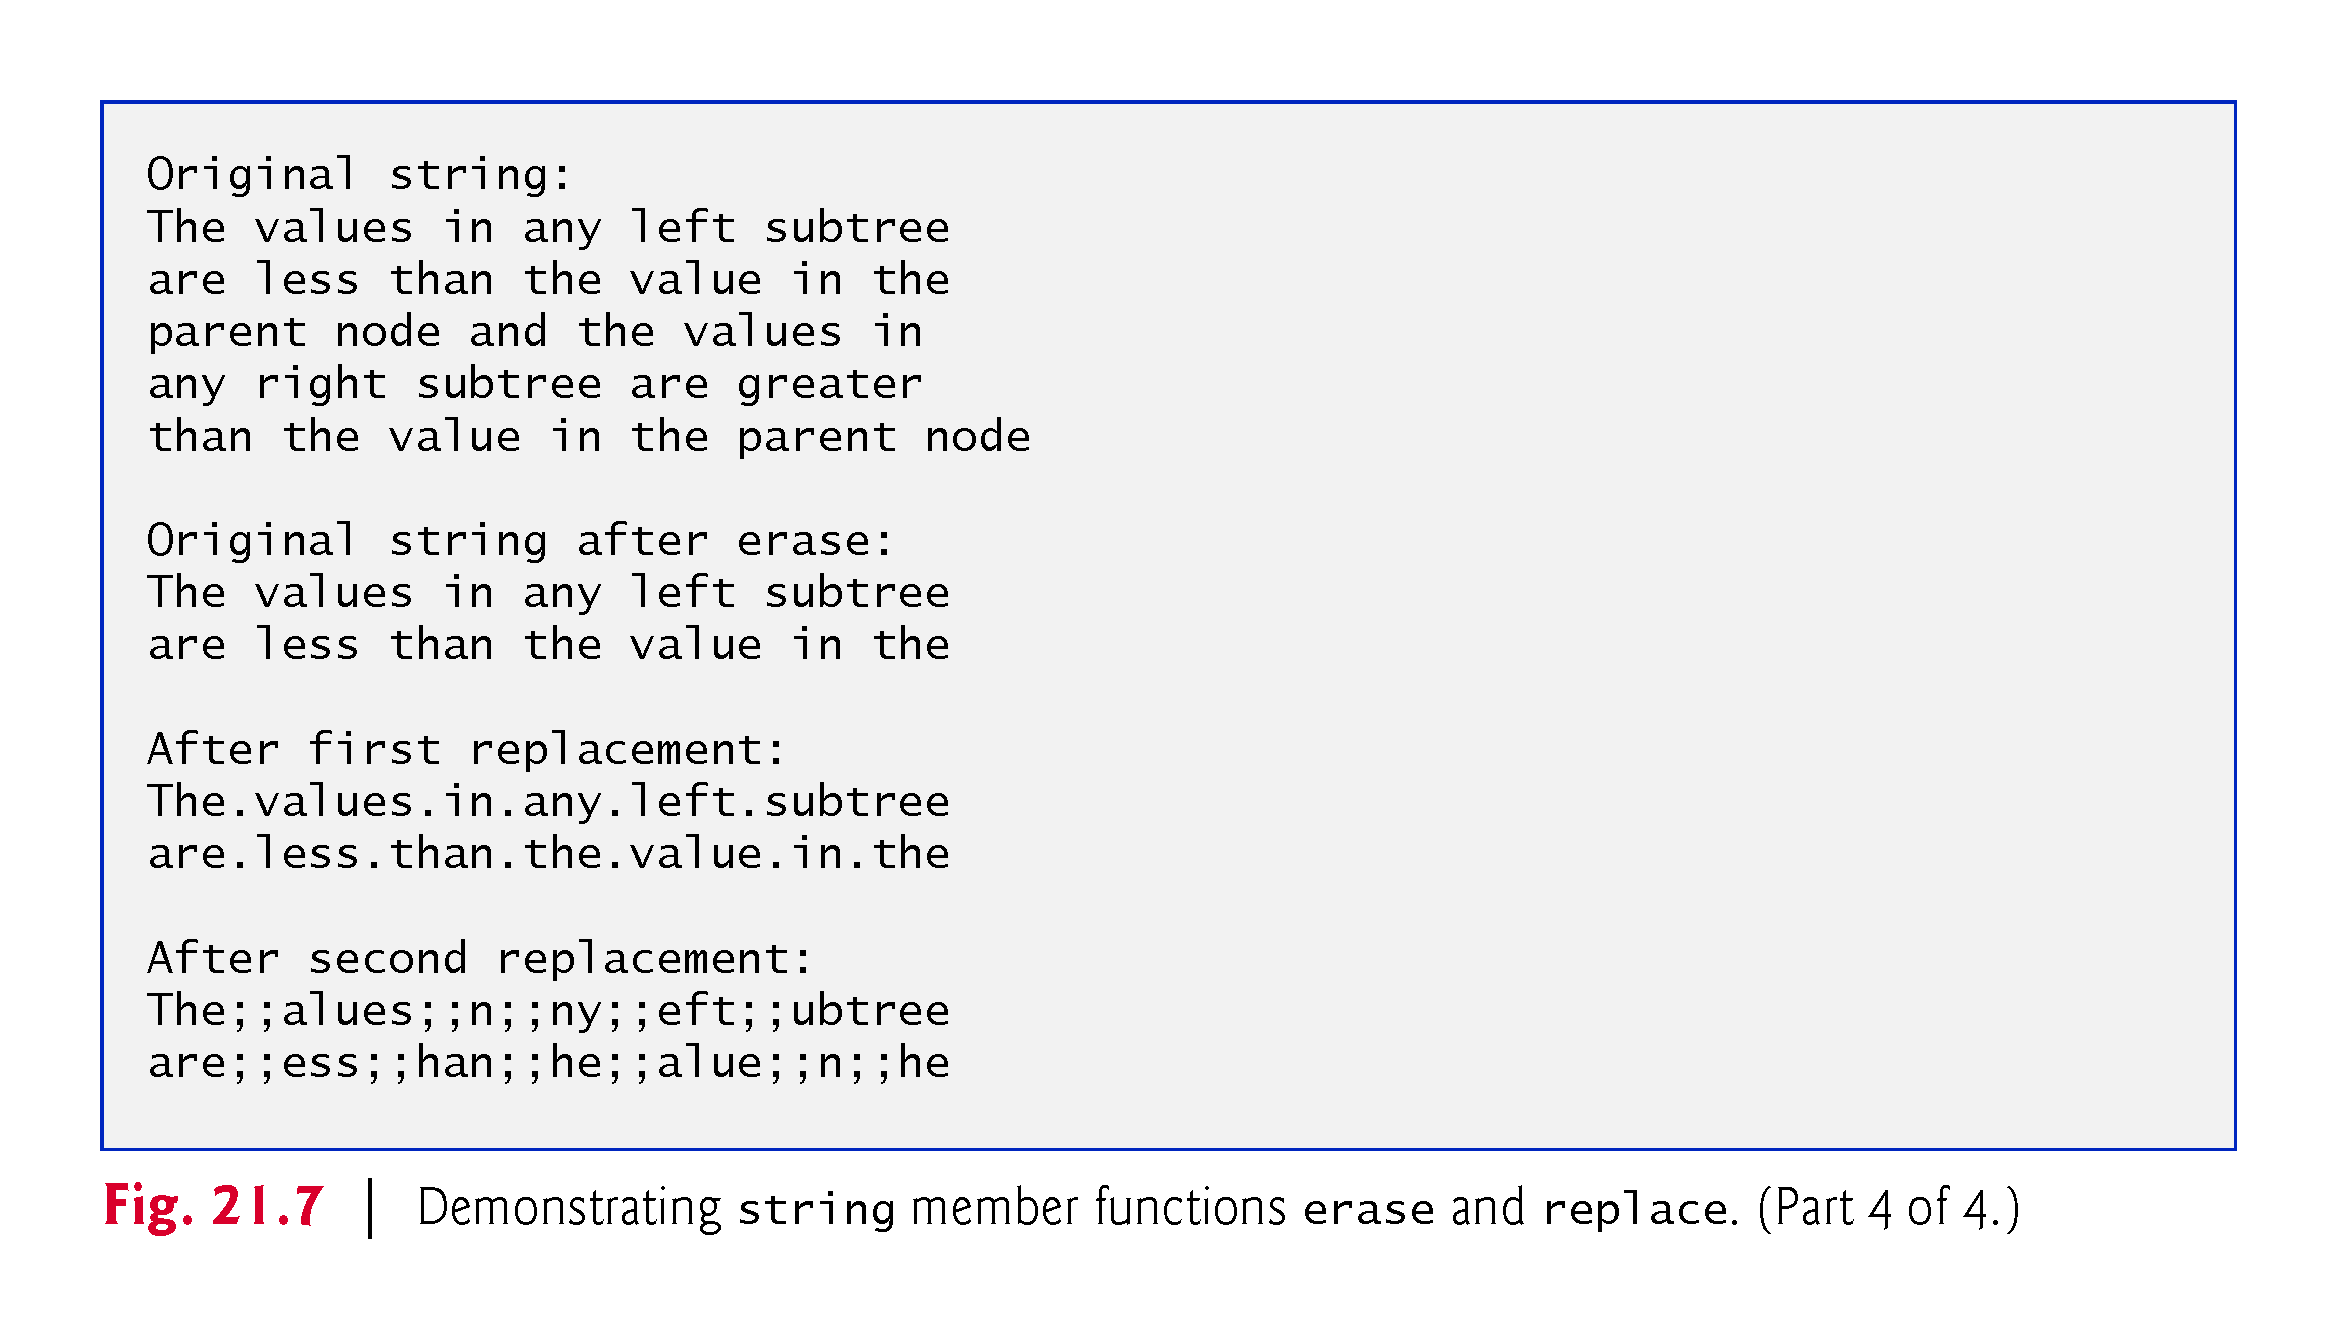 Original string:
The values in any left subtree
are less than the value in the
parent node and the values in
any right subtree are greater
than the value in the parent node
Original string after erase:
The values in any left subtree
are less than the value in the
After first replacement:
The.values.in.any.left.subtree
are.less.than.the.value.in.the
After second replacement:
The;;alues;;n;;ny;;eft;;ubtree
are;;ess;;han;;he;;alue;;n;;he
Fig. 21.7 | Demonstrating string member functions erase and replace. (Part 4 of 4.)